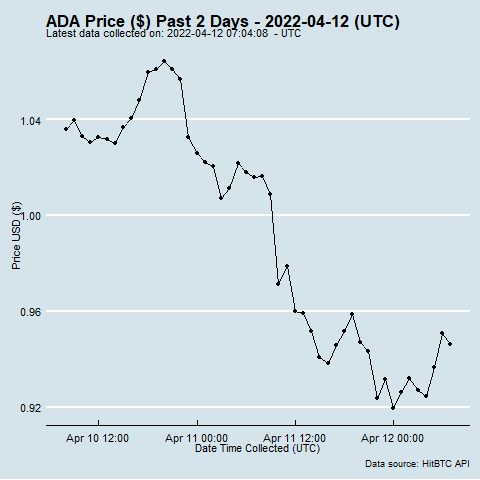 ADA Price ($) Past 2 Days - 2022-04-12 (UTC)
Latest data collected on: 2022-04-12 07:04:08 - UTC
1.04
1.00
0.96
0.92
Price USD ($)
Apr 10 12:00 Apr 11 00:00 Apr 11 12:00 Apr 12 00:00
Date Time Collected (UTC)
Data source: HitBTC API